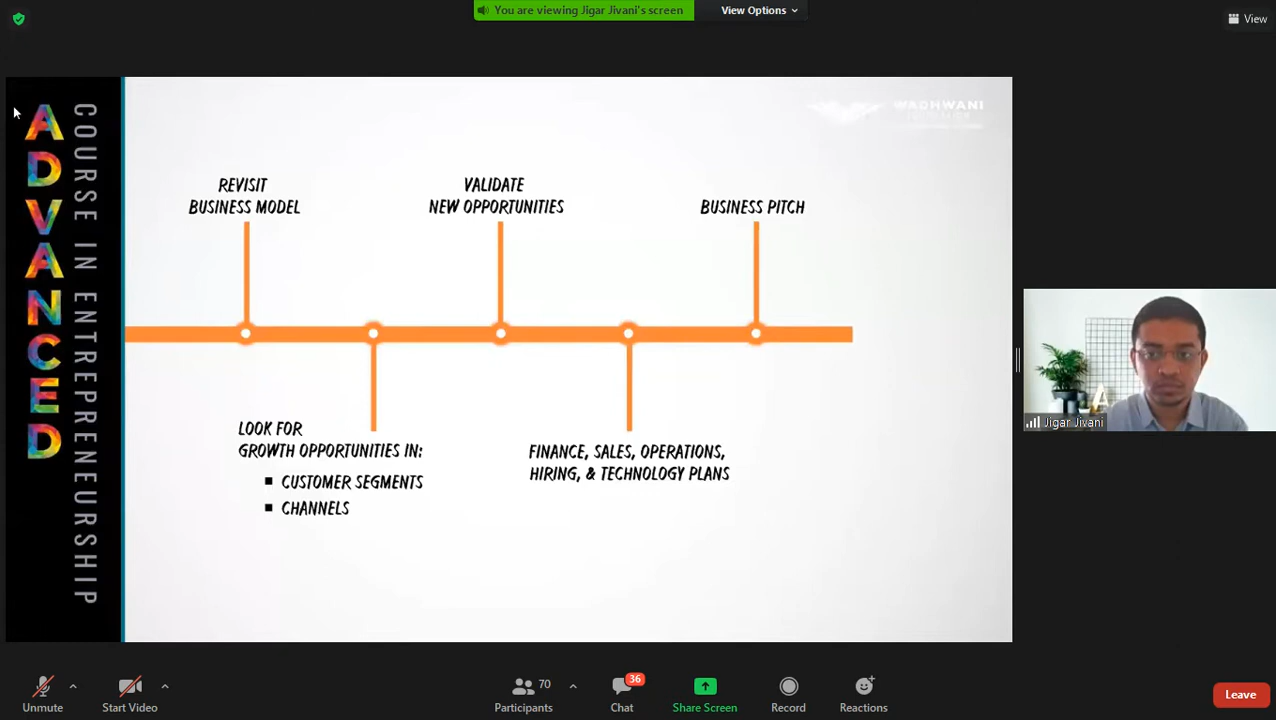 You are viewing Jigar Jivani's screen
View Options
View
ADVANCED
COURSE IN ENTREPRENEURSHIP
WADHWANI
REVISIT
BUSINESS MODEL
VALIDATE
NEW OPPORTUNITIES
BUSINESS PITCH
LOOK FOR
GROWTH OPPORTUNITIES IN:
CUSTOMER SEGMENTS
CHANNELS
FINANCE, SALES, OPERATIONS,
HIRING, & TECHNOLOGY PLANS
Jigar Jivani
Unmute
Start Video
70
Participants
36
Chat
Share Screen
Record
Reactions
Leave